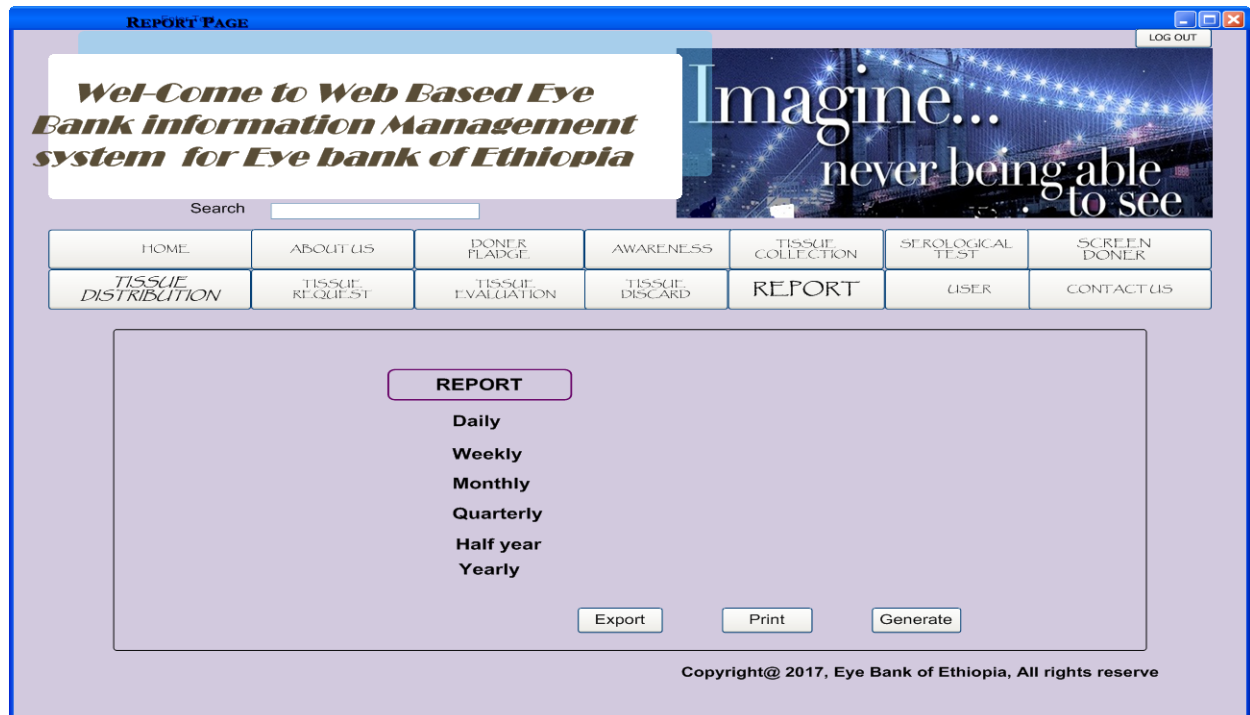 REPORT PAGE
LOG OUT
Wel-Come to Web Based Eye
Bank information Management
system for Eye bank of Ethiopia
Imagine...
never being able
to see
Search
HOME
ABOUT US
DONER
PLADGE
AWARENESS
TISSUE
COLLECTION
SEROLOGICAL
TEST
SCREEN
DONER
TISSUE
DISTRIBUTION
TISSUE
REQUEST
TISSUE
EVALUATION
TISSUE
DISCARD
REPORT
USER
CONTACT US
REPORT
Daily
Weekly
Monthly
Quarterly
Half year
Yearly
Export
Print
Generate
Copyright@ 2017, Eye Bank of Ethiopia, All rights reserve